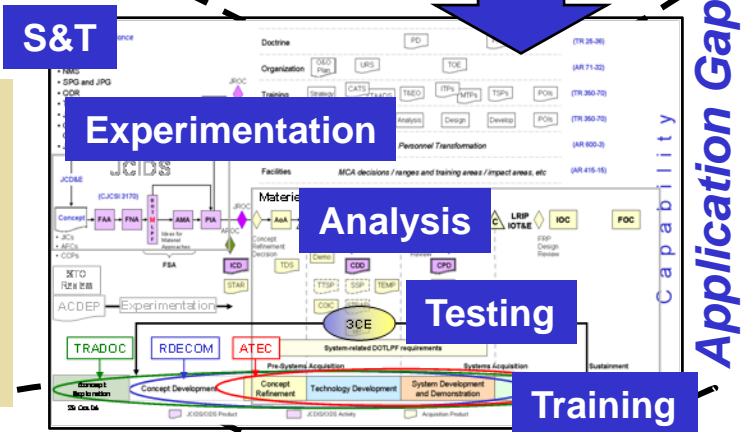 S&T
Experimentation
Analysis
Testing
Training
Application Gap
Capability
Doctrine
PD
(TR 25-36)
Organization
O&O Plan
URS
TOE
(AR 71-32)
• NMS
• SPG and JPG
• QDR
JROC
Training
Strategy
CATS
T&EO
ITPs
MTPs
TSPs
POIs
(TR 350-70)
Analysis
Design
Develop
POIs
(TR 350-70)
Personnel Transformation
(AR 600-3)
Facilities
MCA decisions / ranges and training areas / impact areas, etc
(AR 415-15)
JCIDS
JCD&E
(CJCSI 3170)
Concept
FAA
FNA
AMA
PIA
Ideas for
Material
Approaches
FSA
• JICs
• AFCs
• CCPs
JROC
AROC
ICD
STAR
Materie
AoA
Concept
Refinement
Decision
TDS
Demo
CDD
Review
CPD
C
LRIP
IOT&E
IOC
FOC
FRP
Design
Review
TTSP
SSP
TEMP
COIC
ACDEP
Experimentation
3CE
TRADOC
RDECOM
ATEC
System-related DOTLPF requirements
Pre-Systems Acquisition
Systems Acquisition
Sustainment
Concept Development
Concept
Refinement
Technology Development
System Development
and Demonstration
JCIDS/CIDS Product
JCIDS/CIDS Activity
Acquisition Product